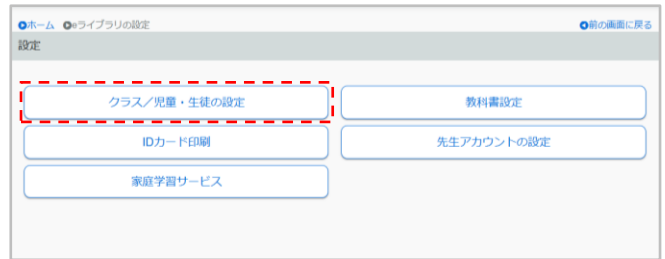 ホーム eライブラリの設定 前の画面に戻る
設定
クラス／児童・生徒の設定 教科書設定
IDカード印刷 先生アカウントの設定
家庭学習サービス